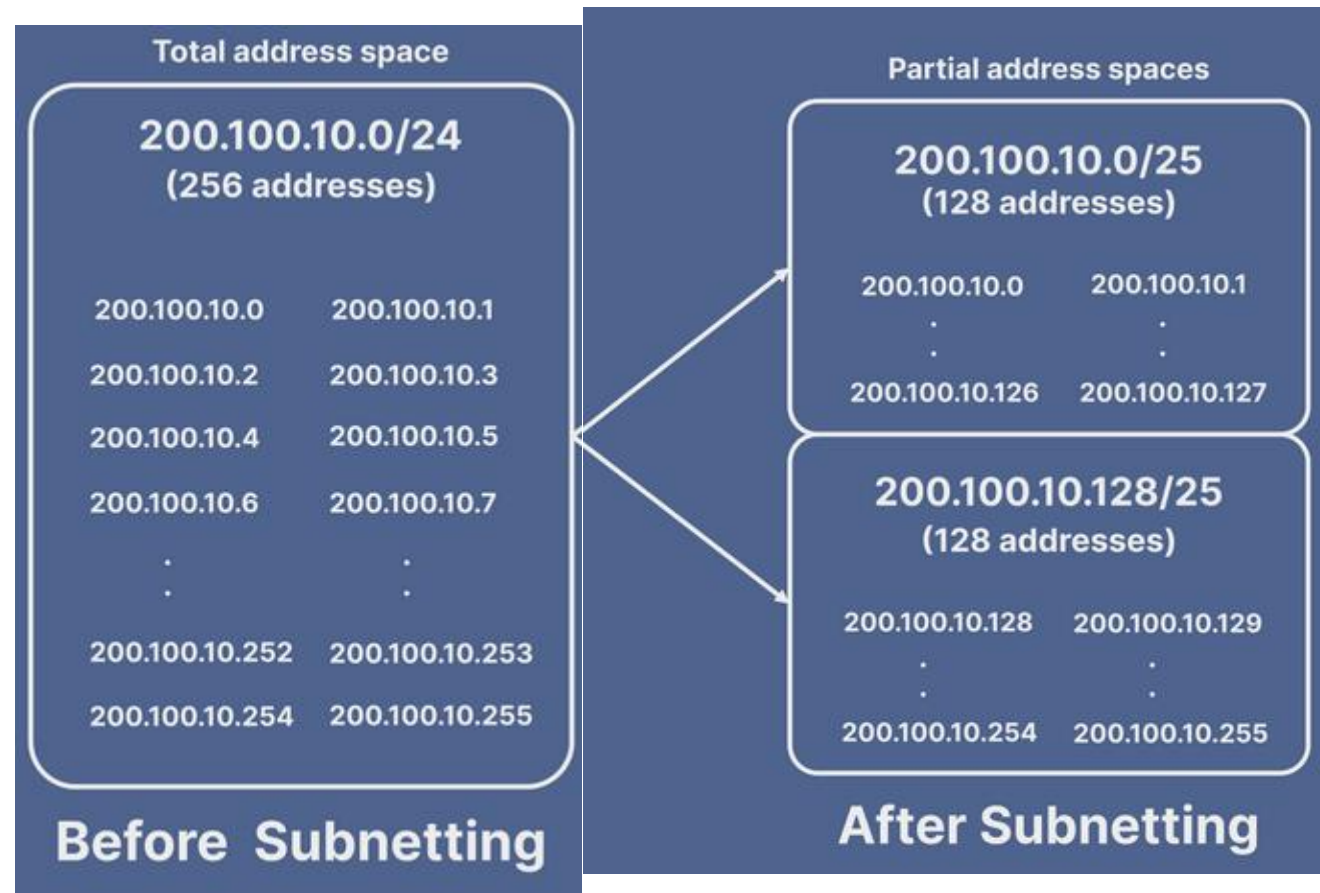 Total address space
200.100.10.0/24
(256 addresses)
200.100.10.0 200.100.10.1
200.100.10.2 200.100.10.3
200.100.10.4 200.100.10.5
200.100.10.6 200.100.10.7
. .
. .
200.100.10.252 200.100.10.253
200.100.10.254 200.100.10.255
Before Subnetting
Partial address spaces
200.100.10.0/25
(128 addresses)
200.100.10.0 200.100.10.1
. .
. .
200.100.10.126 200.100.10.127
200.100.10.128/25
(128 addresses)
200.100.10.128 200.100.10.129
. .
. .
200.100.10.254 200.100.10.255
After Subnetting